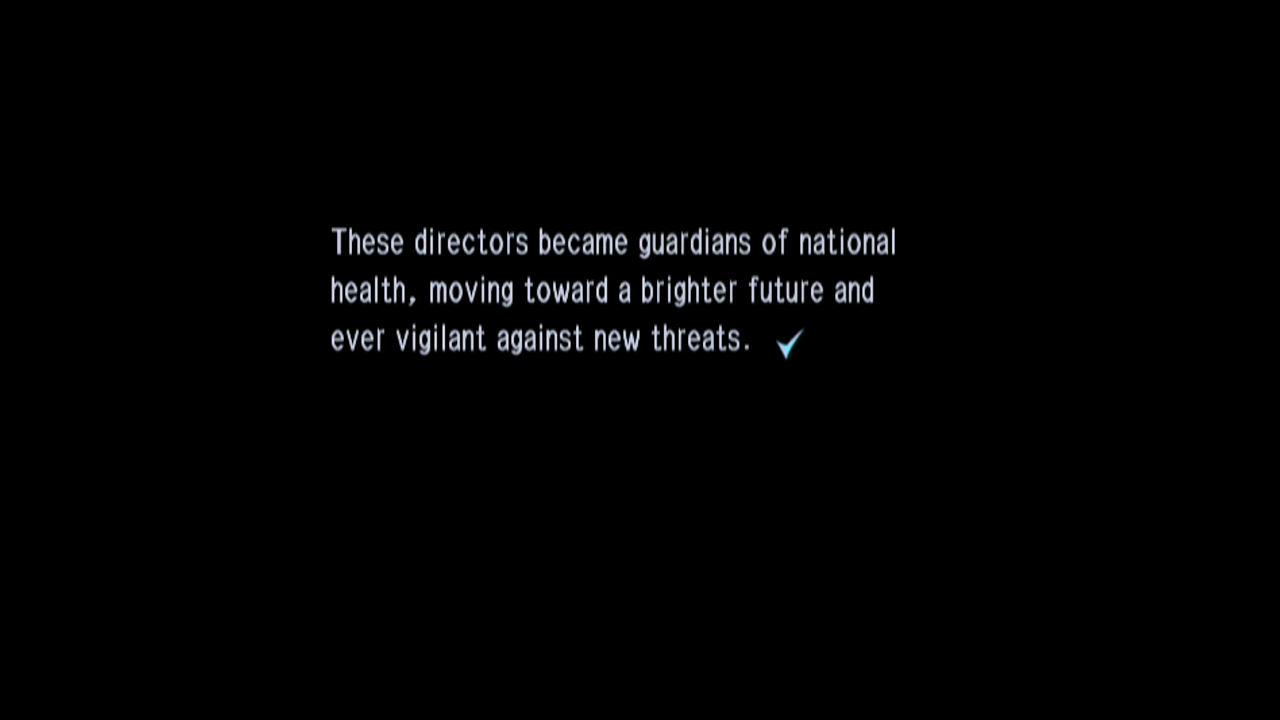 These directors became guardians of national
health, moving toward a brighter future and
ever vigilant against new threats.